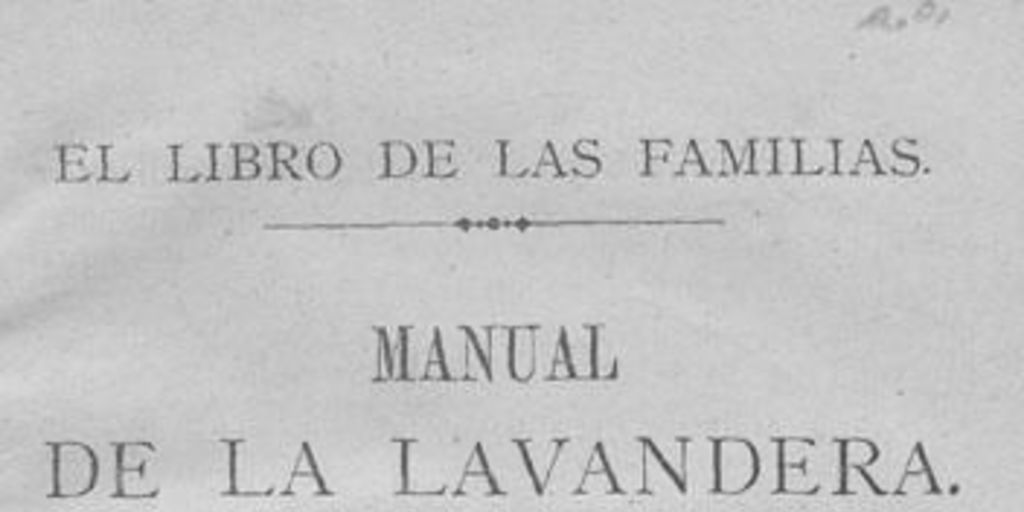 EL LIBRO DE LAS FAMILIAS.
MANUAL
DE LA LAVANDERA.